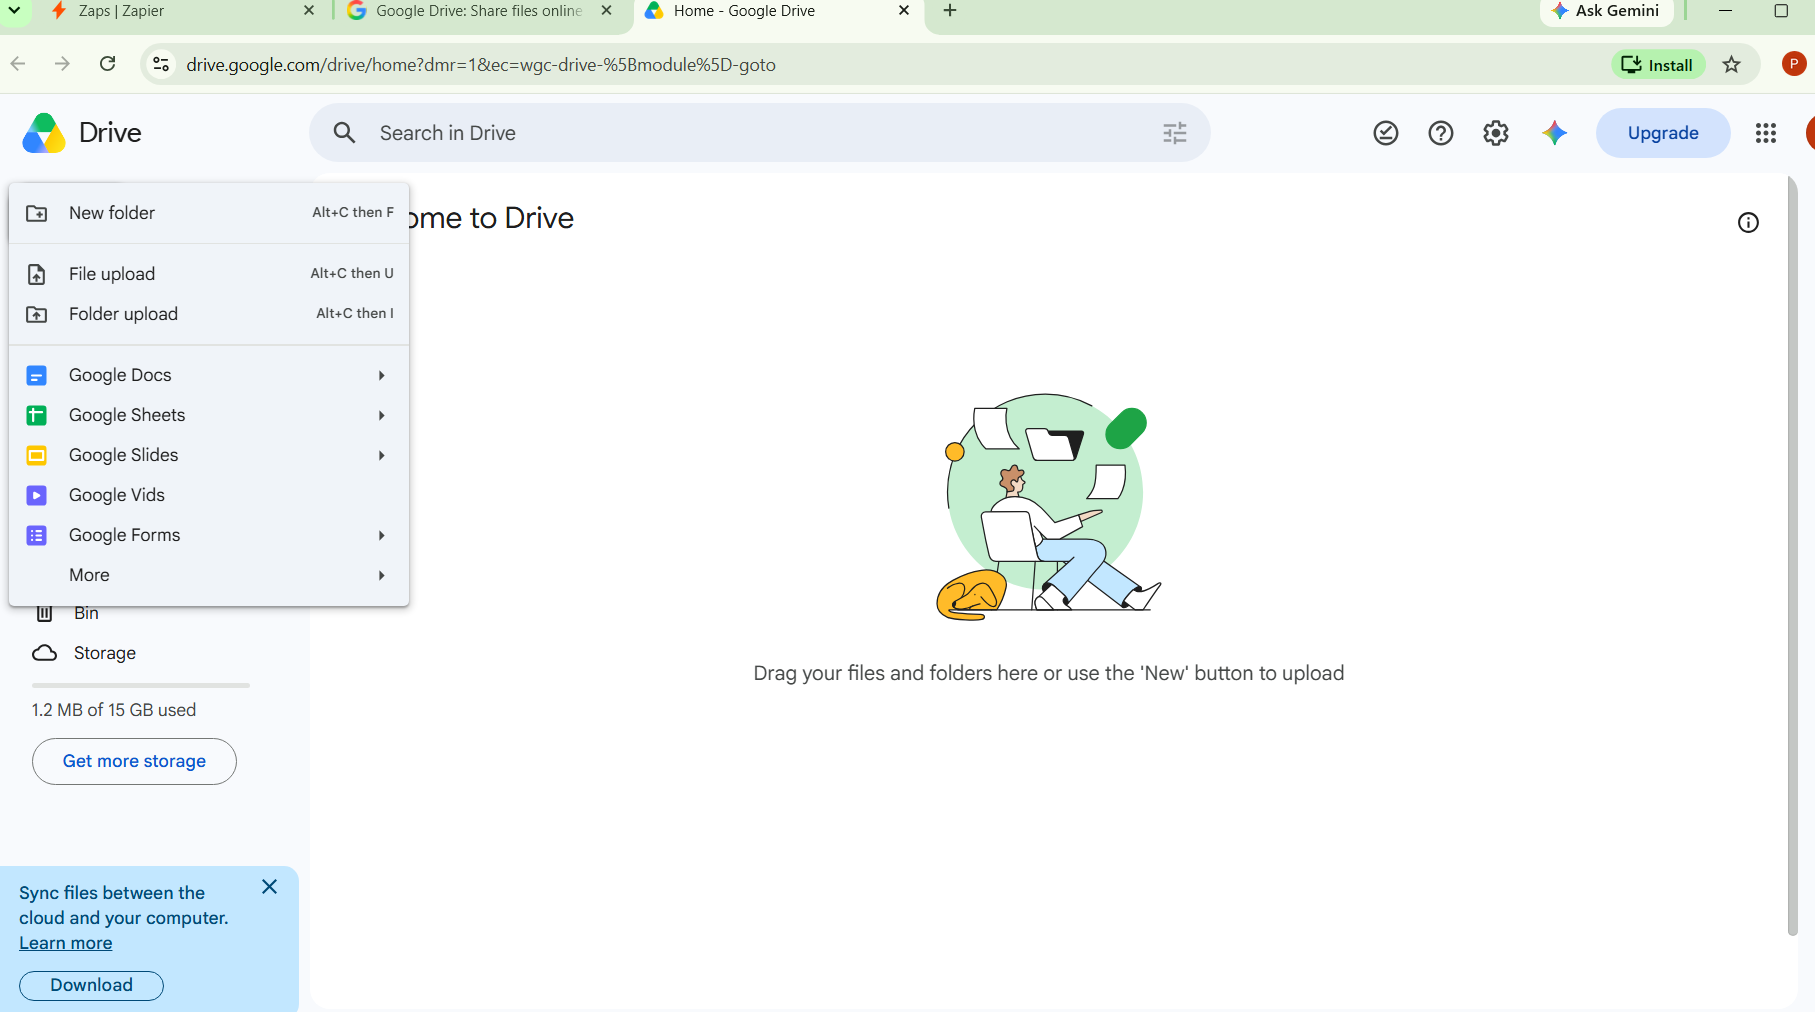 Zaps | Zapier
Google Drive: Share files online
Home - Google Drive
Ask Gemini
drive.google.com/drive/home?dmr=1&ec=wgc-drive-%5Bmodule%5D-goto
Install
P
Drive
Search in Drive
Upgrade
ome to Drive
New folder Alt+C then F
File upload Alt+C then U
Folder upload Alt+C then I
Google Docs
Google Sheets
Google Slides
Google Vids
Google Forms
More
Bin
Storage
1.2 MB of 15 GB used
Get more storage
Drag your files and folders here or use the 'New' button to upload
Sync files between the
cloud and your computer.
Learn more
Download